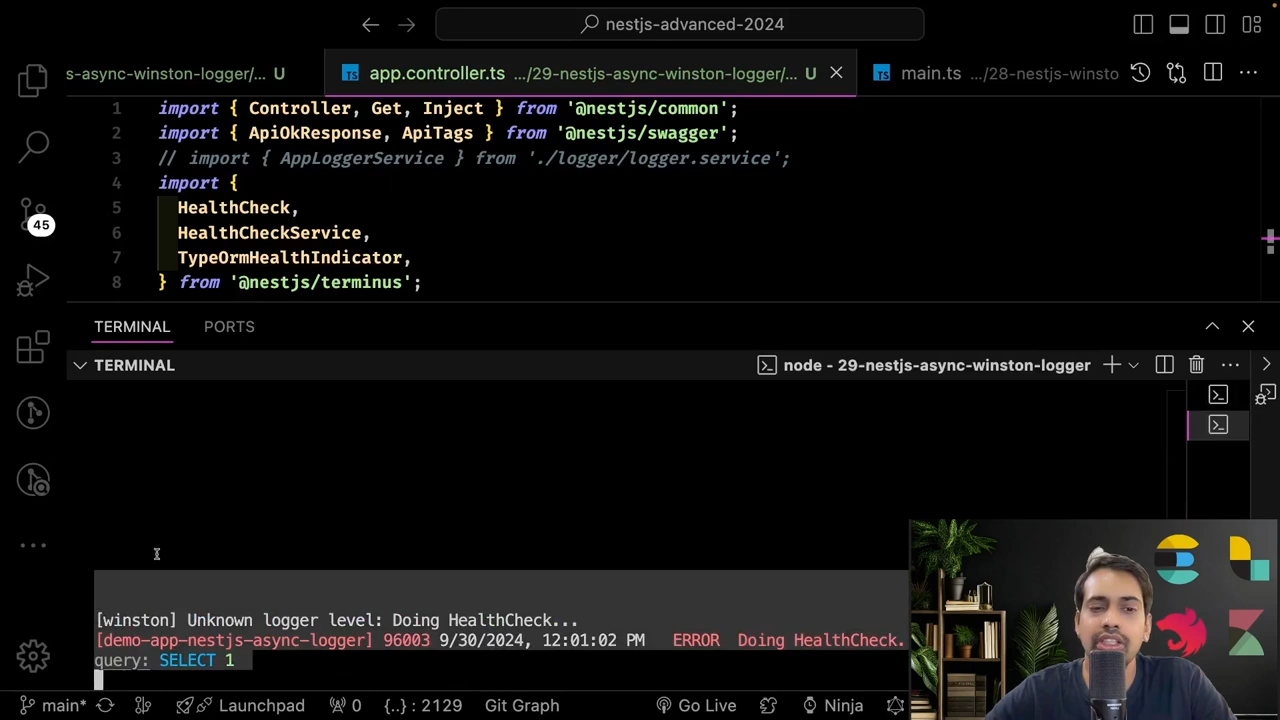 nestjs-advanced-2024
s-async-winston-logger/... U
TS app.controller.ts .../29-nestjs-async-winston-logger/... U
TS main.ts .../28-nestjs-winsto
1 import { Controller, Get, Inject } from '@nestjs/common';
2 import { ApiOkResponse, ApiTags } from '@nestjs/swagger';
3 // import { AppLoggerService } from './logger/logger.service';
4 import {
5 HealthCheck,
6 HealthCheckService,
7 TypeOrmHealthIndicator,
8 } from '@nestjs/terminus';
45
TERMINAL PORTS
TERMINAL
node - 29-nestjs-async-winston-logger
[winston] Unknown logger level: Doing HealthCheck...
[demo-app-nestjs-async-logger] 96003 9/30/2024, 12:01:02 PM ERROR Doing HealthCheck.
query: SELECT 1
main* Launchpad 0 {..} : 2129 Git Graph Go Live Ninja